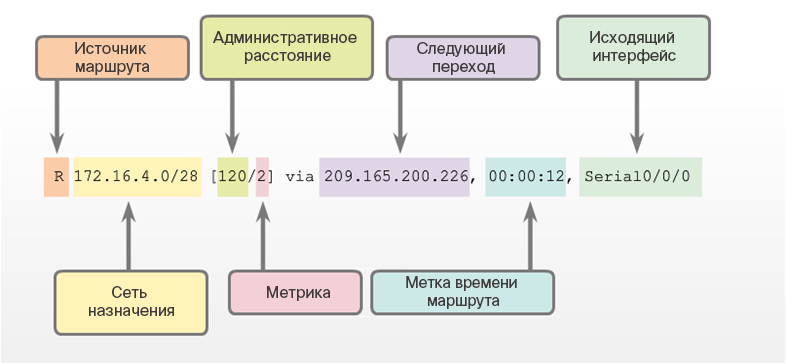 Источник
маршрута
Административное
расстояние
Следующий
переход
Исходящий
интерфейс
R 172.16.4.0/28 [120/2] via 209.165.200.226, 00:00:12, Serial0/0/0
Сеть
назначения
Метрика
Метка времени
маршрута